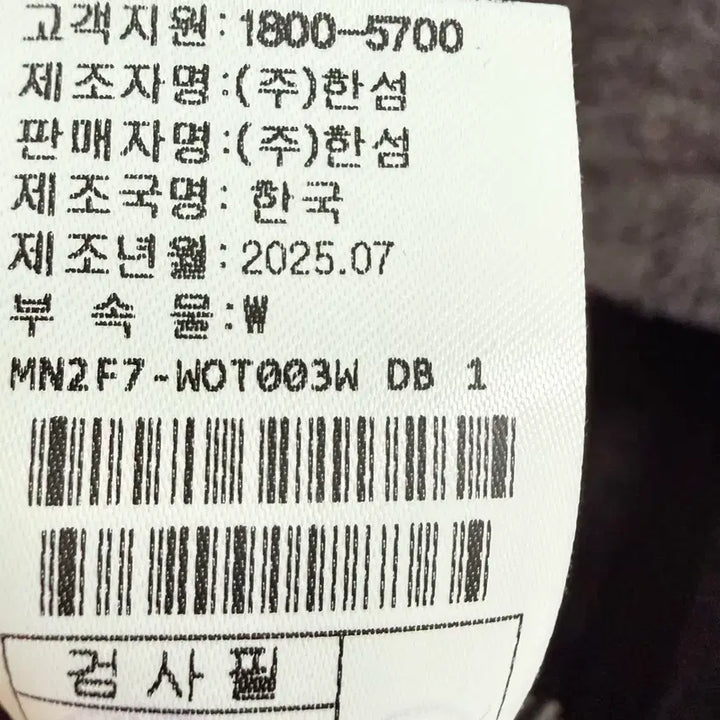 고객지원:1800-5700
제조자명:(주)한섬
판매자명:(주)한섬
제조국명: 한국
제조년월:2025.07
부 속 물:₩
MN2F7-WOT003W DB 1
검 사 필